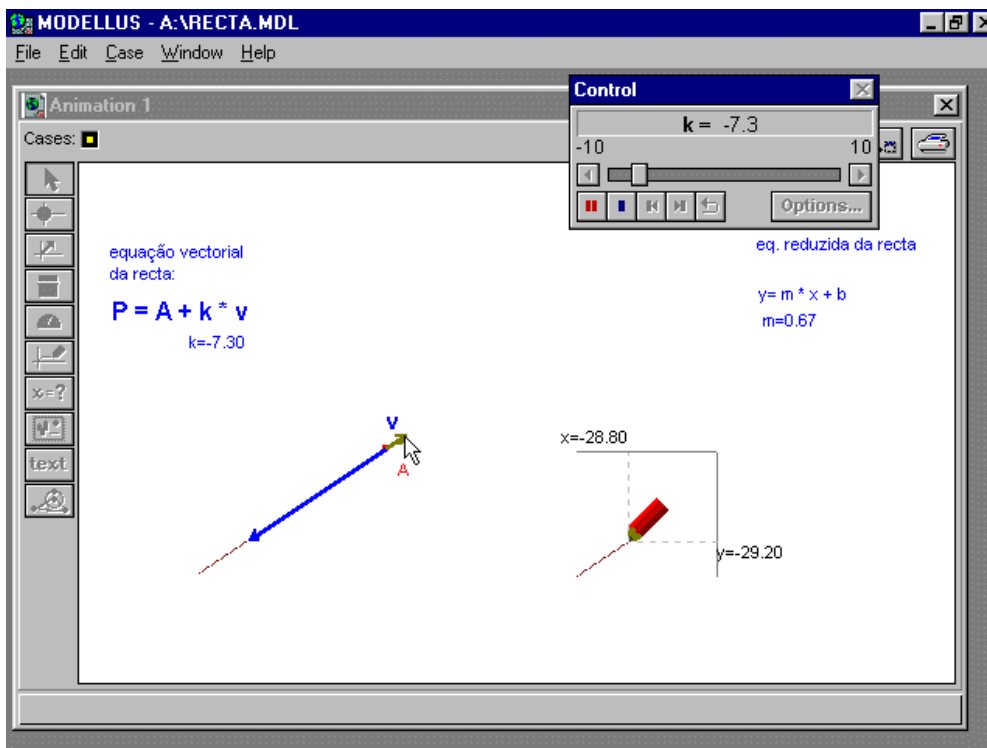 MODELLUS - A:\RECTA.MDL
File Edit Case Window Help
Control
Animation 1
k = -7.3
Cases:
-10 10
Options...
equação vectorial
da recta:
eq. reduzida da recta
P = A + k * v
y= m * x + b
k=-7.30
m=0.67
x=?
text
v
A
x=-28.80
y=-29.20